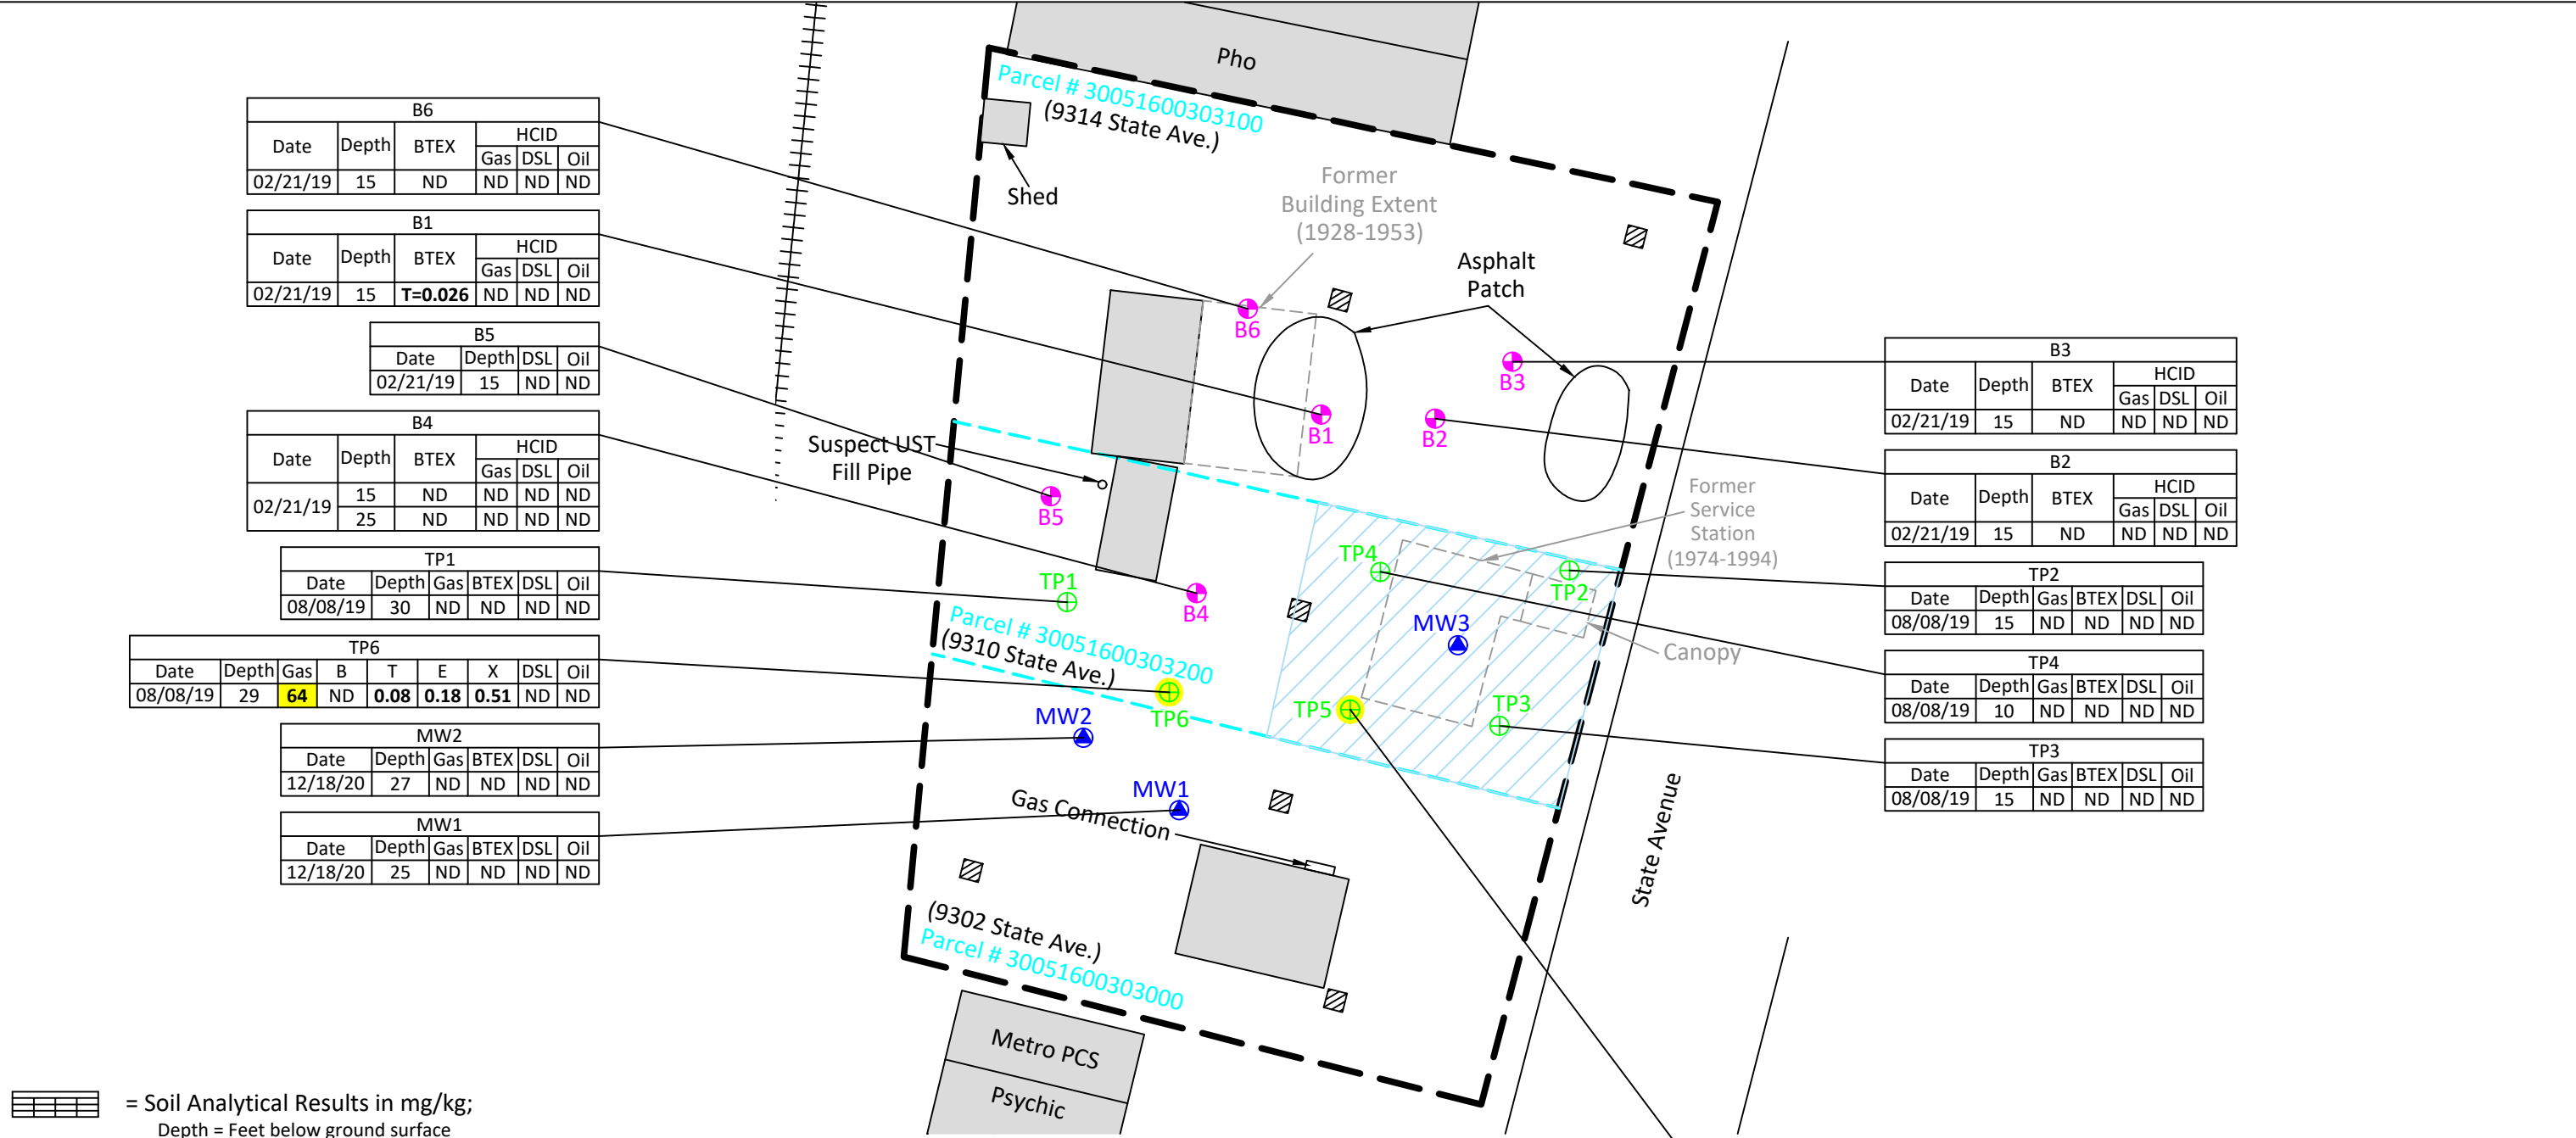 B6
Date Depth BTEX HCID
Gas DSL Oil
02/21/19 15 ND ND ND ND
B1
Date Depth BTEX HCID
Gas DSL Oil
02/21/19 15 T=0.026 ND ND ND
B5
Date Depth DSL Oil
02/21/19 15 ND ND
B4
Date Depth BTEX HCID
Gas DSL Oil
02/21/19 15 ND ND ND ND
25 ND ND ND ND
TP1
Date Depth Gas BTEX DSL Oil
08/08/19 30 ND ND ND ND
TP6
Date Depth Gas B T E X DSL Oil
08/08/19 29 64 ND 0.08 0.18 0.51 ND ND
MW2
Date Depth Gas BTEX DSL Oil
12/18/20 27 ND ND ND ND
MW1
Date Depth Gas BTEX DSL Oil
12/18/20 25 ND ND ND ND
Pho
Parcel # 30051600303100
(9314 State Ave.)
Shed
Former
Building Extent
(1928-1953)
Asphalt
Patch
B6
B3
B1
B2
Suspect UST
Fill Pipe
B5
Former
Service
Station
(1974-1994)
TP4
TP2
TP1
B4
MW3
Canopy
Parcel # 30051600303200
(9310 State Ave.)
TP6
TP5
TP3
MW2
MW1
Gas Connection
State Avenue
(9302 State Ave.)
Parcel # 30051600303000
Metro PCS
Psychic
B3
Date Depth BTEX HCID
Gas DSL Oil
02/21/19 15 ND ND ND ND
B2
Date Depth BTEX HCID
Gas DSL Oil
02/21/19 15 ND ND ND ND
TP2
Date Depth Gas BTEX DSL Oil
08/08/19 15 ND ND ND ND
TP4
Date Depth Gas BTEX DSL Oil
08/08/19 10 ND ND ND ND
TP3
Date Depth Gas BTEX DSL Oil
08/08/19 15 ND ND ND ND
= Soil Analytical Results in mg/kg;
Depth = Feet below ground surface